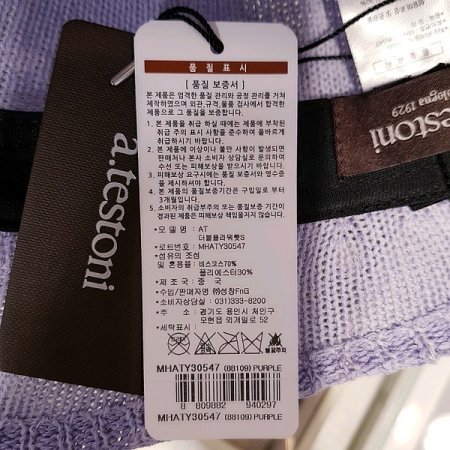 품 질 표 시
[ 품질 보증서 ]
본 제품은 엄격한 품질 관리와 공정 관리를 거쳐
제작하였으며 외관,규격,물품 검사에서 합격한
제품으로 그 품질을 보증합니다.
1. 본 제품을 취급 하실 때에는 제품에 부착된
취급 주의 표시 사항을 준수하여 올바르게
취급하시기 바랍니다.
2. 본 제품에 이상이나 불만 사항이 발생되면
판매처나 본사 소비자 상담실로 문의하여
수선 또는 피해보상을 받으시기 바랍니다.
3. 피해보상 요구시에는 품질 보증서와 영수
증을 제시하셔야 합니다.
4. 본 제품의 품질보증기간은 구입일로 부터
3개월입니다.
5. 소비자의 취급부주의 또는 품질보증 기간이
경과된 제품은 피해보상 책임을지지 않습니다.
*모 델 명 : AT
더블플라워햇S
*로트번호 : MHATY30547
*섬유의 조성
및 혼용율 : 비스코스70%
폴리에스터30%
*제 조 국 : 중 국
*수입/판매자명 ㈜성창FnG
*소비자상담실 : 031)333-8200
주 소 : 경기도 용인시 처인구
모현읍 외개일로 52
*세탁표시 :
MHATY30547 (88109) PURPLE
8 809882 940297
MHATY30547 (88109) PURPLE
a.testoni
a.testoni
1929